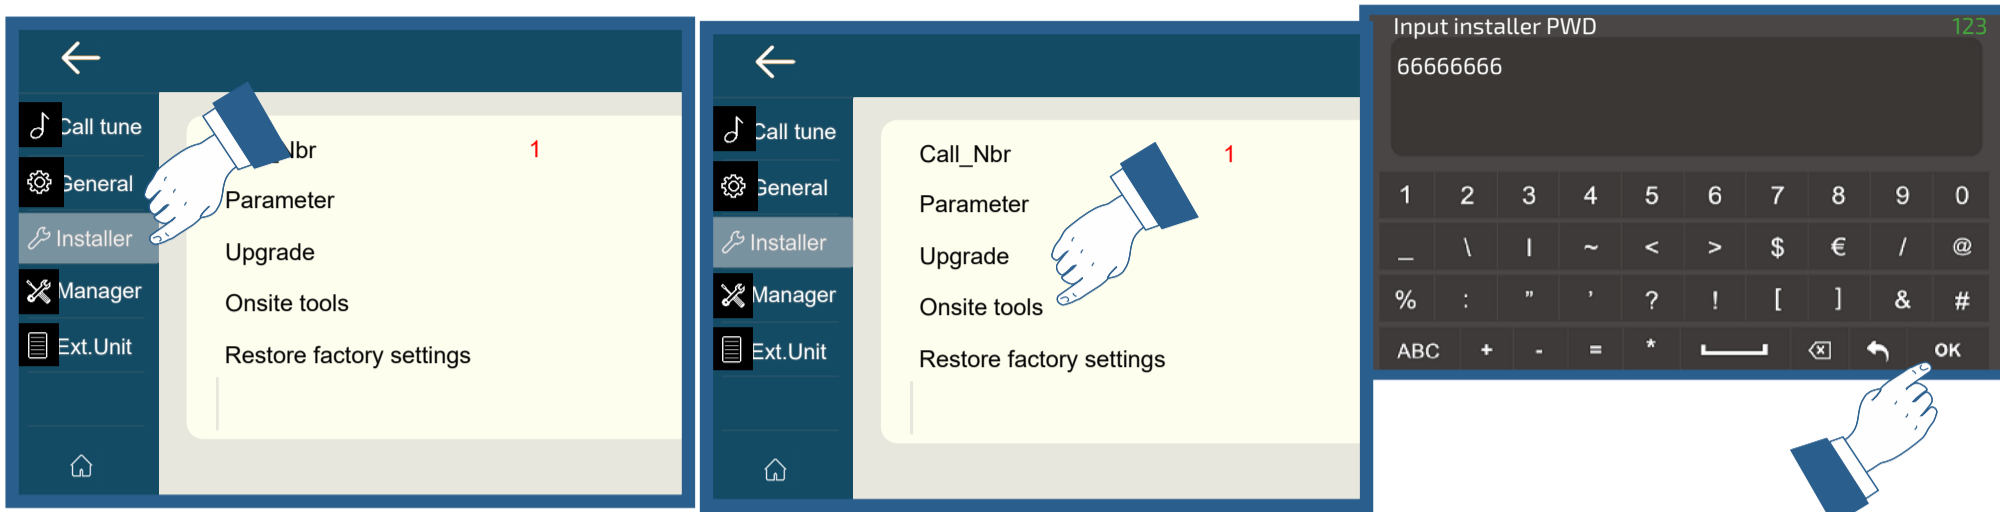 Call tune
General
Installer
Manager
Ext.Unit
Nbr 1
Parameter
Upgrade
Onsite tools
Restore factory settings
Call tune
General
Installer
Manager
Ext.Unit
Call_Nbr 1
Parameter
Upgrade
Onsite tools
Restore factory settings
Input installer PWD 123
66666666
1 2 3 4 5 6 7 8 9 0
_ \ | ~ < > $ € / @
% : " ' ? ! [ ] & #
ABC + - = * OK